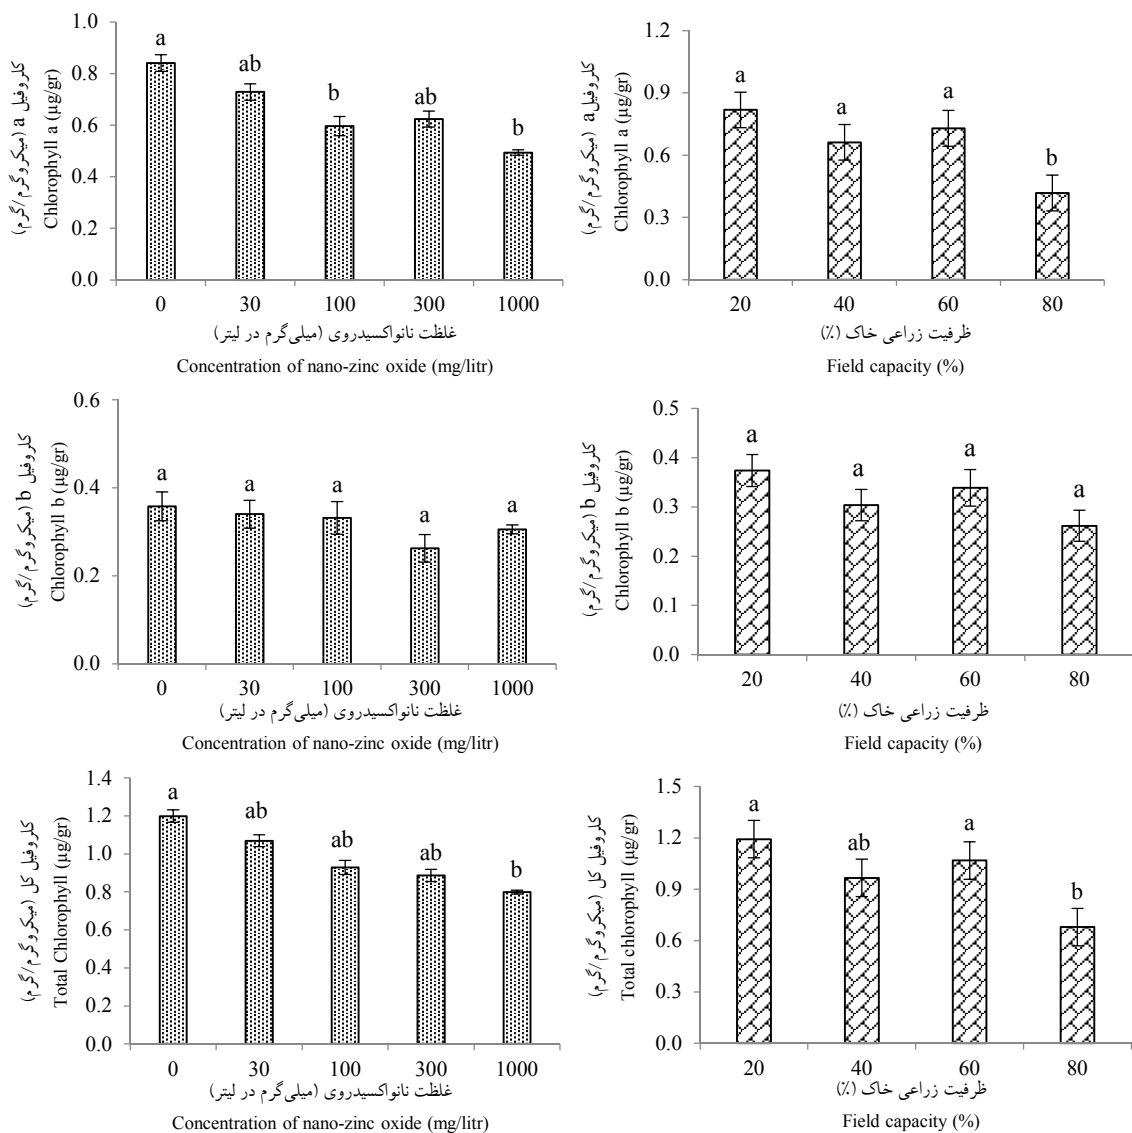 کلروفیل a (میکروگرم/گرم)
Chlorophyll a (µg/gr)
1.0
0.8
0.6
0.4
0.2
0.0
a
ab
b
ab
b
0 30 100 300 1000
غلظت نانواکسیدروی (میلی‌گرم در لیتر)
Concentration of nano-zinc oxide (mg/litr)
کلروفیل a (میکروگرم/گرم)
Chlorophyll a (µg/gr)
1.2
0.9
0.6
0.3
0.0
a
a
a
b
20 40 60 80
ظرفیت زراعی خاک (٪)
Field capacity (%)
کلروفیل b (میکروگرم/گرم)
Chlorophyll b (µg/gr)
0.6
0.4
0.2
0.0
a
a
a
a
a
0 30 100 300 1000
غلظت نانواکسیدروی (میلی‌گرم در لیتر)
Concentration of nano-zinc oxide (mg/litr)
کلروفیل b (میکروگرم/گرم)
Chlorophyll b (µg/gr)
0.5
0.4
0.3
0.2
0.1
0.0
a
a
a
a
20 40 60 80
ظرفیت زراعی خاک (٪)
Field capacity (%)
کلروفیل کل (میکروگرم/گرم)
Total Chlorophyll (µg/gr)
1.4
1.2
1.0
0.8
0.6
0.4
0.2
0.0
a
ab
ab
ab
b
0 30 100 300 1000
غلظت نانواکسیدروی (میلی‌گرم در لیتر)
Concentration of nano-zinc oxide (mg/litr)
کلروفیل کل (میکروگرم/گرم)
Total chlorophyll (µg/gr)
1.5
1.2
0.9
0.6
0.3
0.0
a
ab
a
b
20 40 60 80
ظرفیت زراعی خاک (٪)
Field capacity (%)